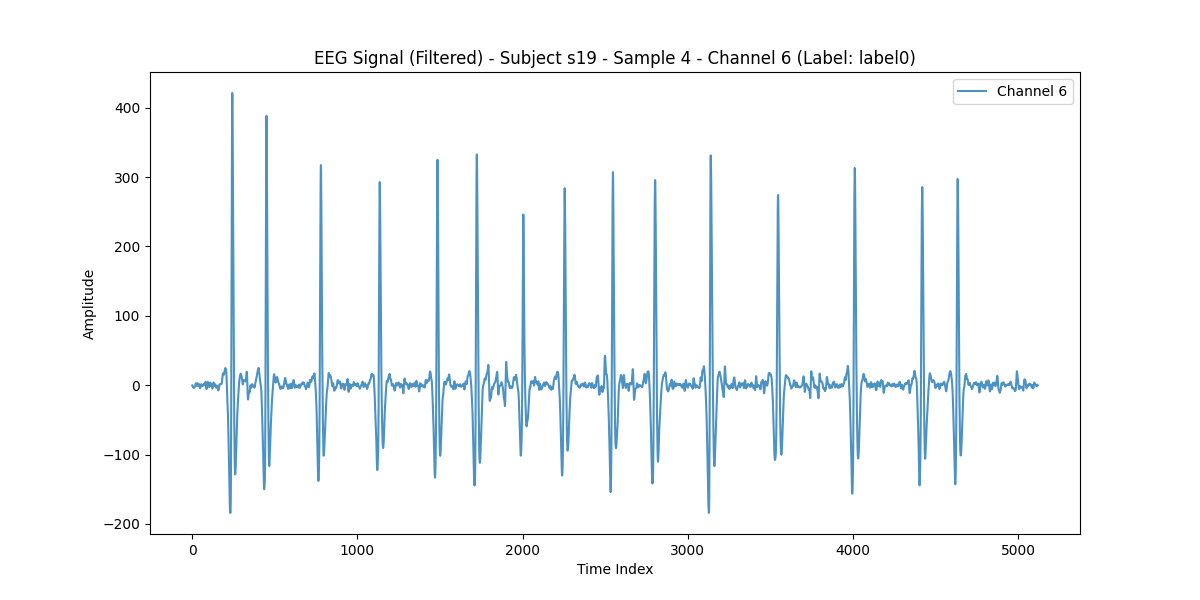 EEG Signal (Filtered) - Subject s19 - Sample 4 - Channel 6 (Label: label0)
Channel 6
400
300
200
100
0
−100
−200
Amplitude
0 1000 2000 3000 4000 5000
Time Index